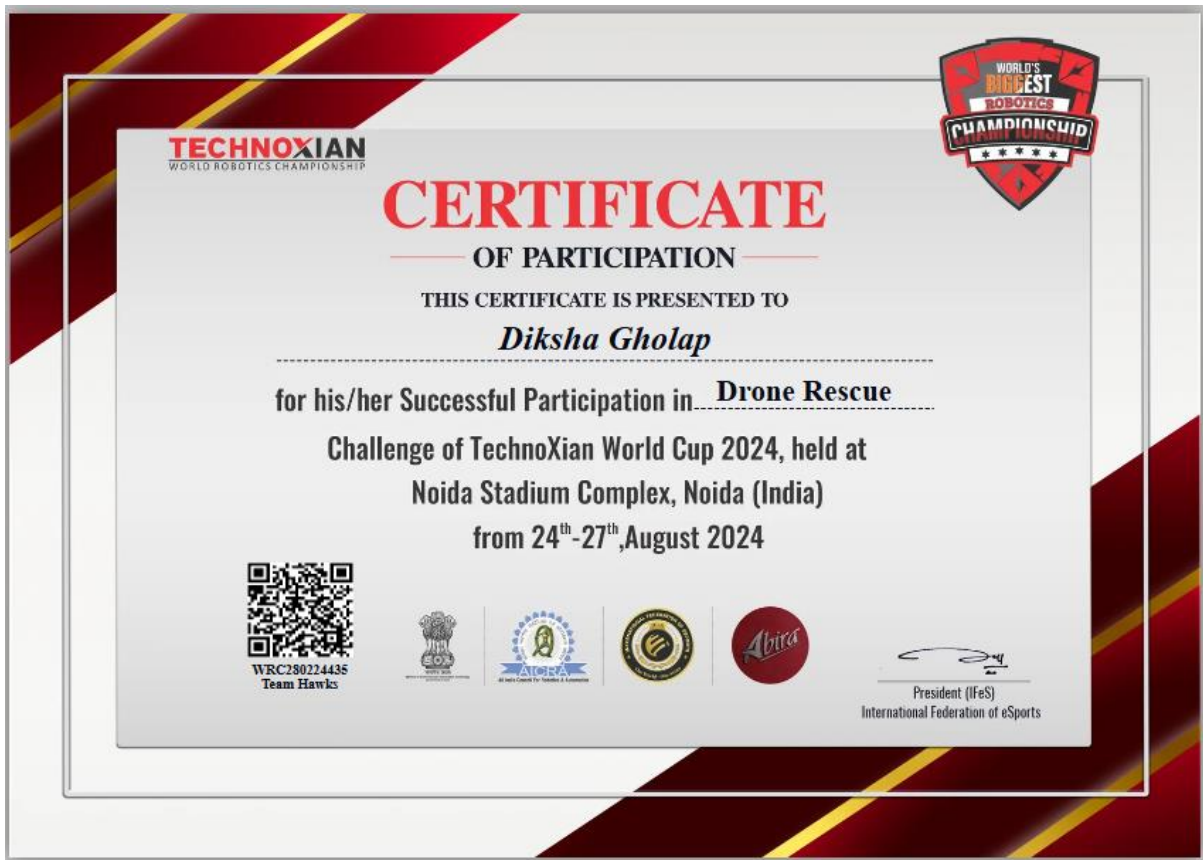 WORLD'S
BIGGEST
ROBOTICS
CHAMPIONSHIP
TECHNOXIAN
WORLD ROBOTICS CHAMPIONSHIP
CERTIFICATE
OF PARTICIPATION
THIS CERTIFICATE IS PRESENTED TO
Diksha Gholap
for his/her Successful Participation in Drone Rescue
Challenge of TechnoXian World Cup 2024, held at
Noida Stadium Complex, Noida (India)
from 24th-27th,August 2024
WRC280224435
Team Hawks
AICRA
All India Council For Robotics & Automation
Abira
President (IFeS)
International Federation of eSports